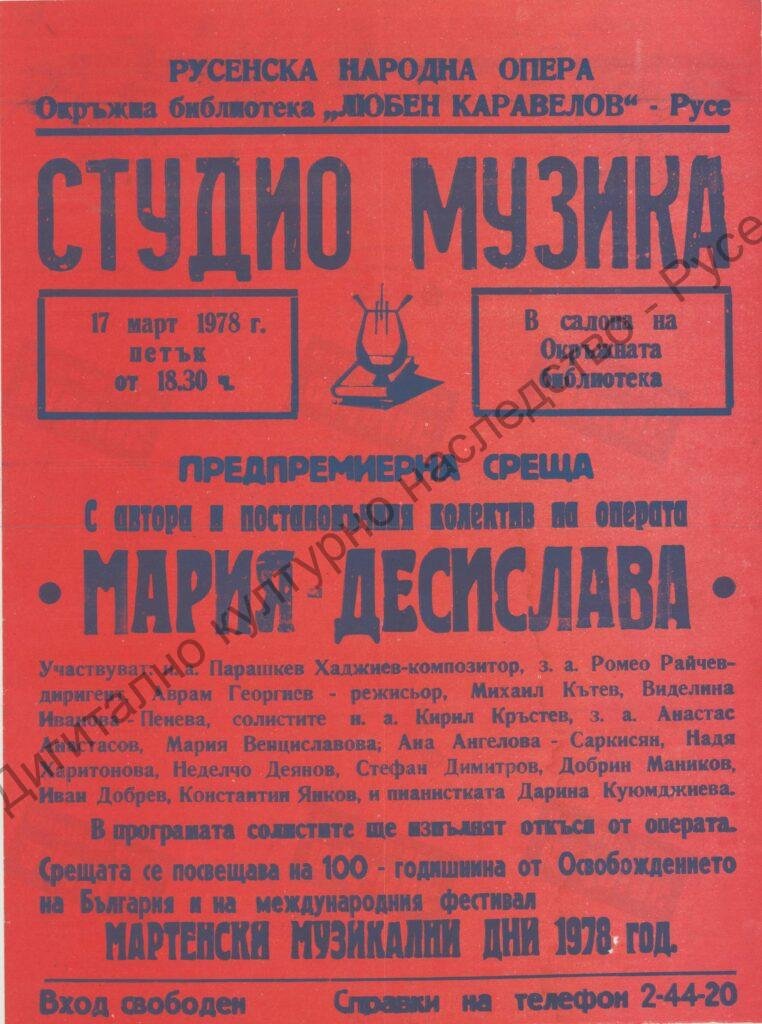 РУСЕНСКА НАРОДНА ОПЕРА
Окръжна библиотека „ЛЮБЕН КАРАВЕЛОВ“ - Русе
СТУДИО МУЗИКА
17 март 1978 г.
петък
от 18.30 ч.
В салона на
Окръжната
библиотека
ПРЕДПРЕМИЕРНА СРЕЩА
С автора и постановъчния колектив на операта
• МАРИЯ ДЕСИСЛАВА •
Участвуват: н.а. Парашкев Хаджиев-композитор, з. а. Ромео Райчев-
диригент, Аврам Георгиев - режисьор, Михаил Кътев, Виделина
Иванова - Пенева, солистите н. а. Кирил Кръстев, з. а. Анастас
Анастасов, Мария Венциславова, Ана Ангелова - Саркисян, Надя
Харитонова, Неделчо Деянов, Стефан Димитров, Добрин Маников,
Иван Добрев, Константин Янков, и пианистката Дарина Куюмджиева.
В програмата солистите ще изпълнят откъси от операта.
Срещата се посвещава на 100 - годишнина от Освобождението
на България и на международния фестивал
МАРТЕНСКИ МУЗИКАЛНИ ДНИ 1978 год.
Вход свободен Справки на телефон 2-44-20
Дигитално културно наследство - Русе